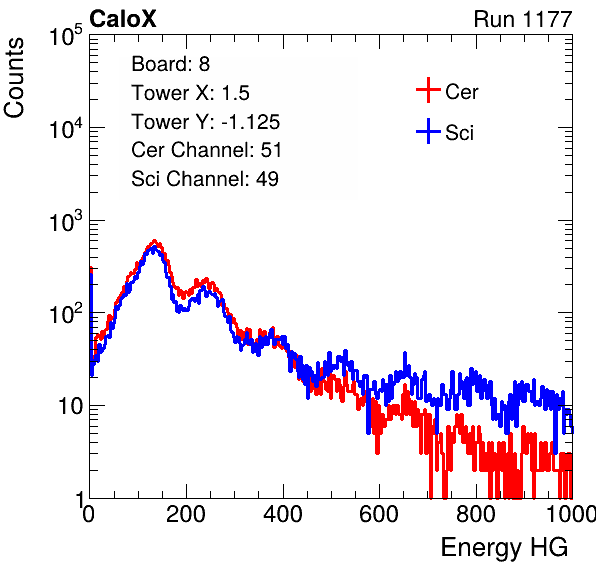 CaloX Run 1177
Counts
Board: 8
Tower X: 1.5
Tower Y: -1.125
Cer Channel: 51
Sci Channel: 49
Cer
Sci
10^5
10^4
10^3
10^2
10
1
0 200 400 600 800 1000
Energy HG